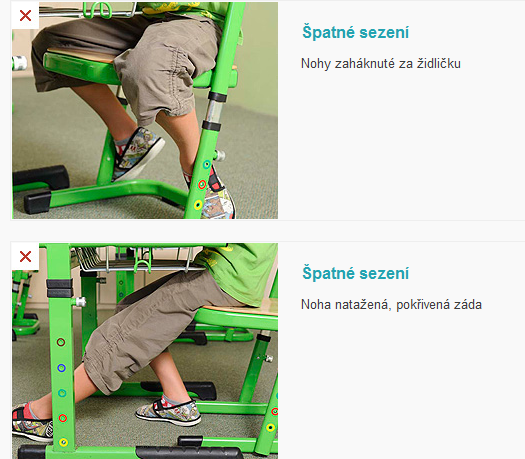 Špatné sezení
Nohy zaháknuté za židličku
Špatné sezení
Noha natažená, pokřivená záda